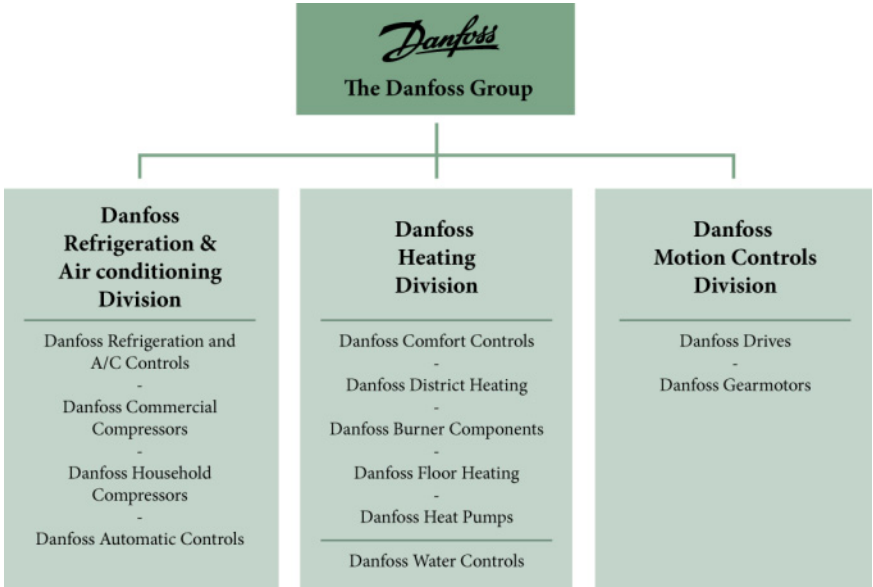 Danfoss
The Danfoss Group
Danfoss
Refrigeration &
Air conditioning
Division
Danfoss Refrigeration and
A/C Controls
-
Danfoss Commercial
Compressors
-
Danfoss Household
Compressors
-
Danfoss Automatic Controls
Danfoss
Heating
Division
Danfoss Comfort Controls
-
Danfoss District Heating
-
Danfoss Burner Components
-
Danfoss Floor Heating
-
Danfoss Heat Pumps
Danfoss Water Controls
Danfoss
Motion Controls
Division
Danfoss Drives
-
Danfoss Gearmotors